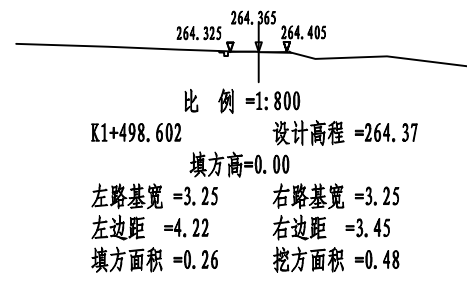 264.365
264.325 264.405
比 例 =1:800
K1+498.602 设计高程 =264.37
填方高=0.00
左路基宽 =3.25 右路基宽 =3.25
左边距 =4.22 右边距 =3.45
填方面积 =0.26 挖方面积 =0.48